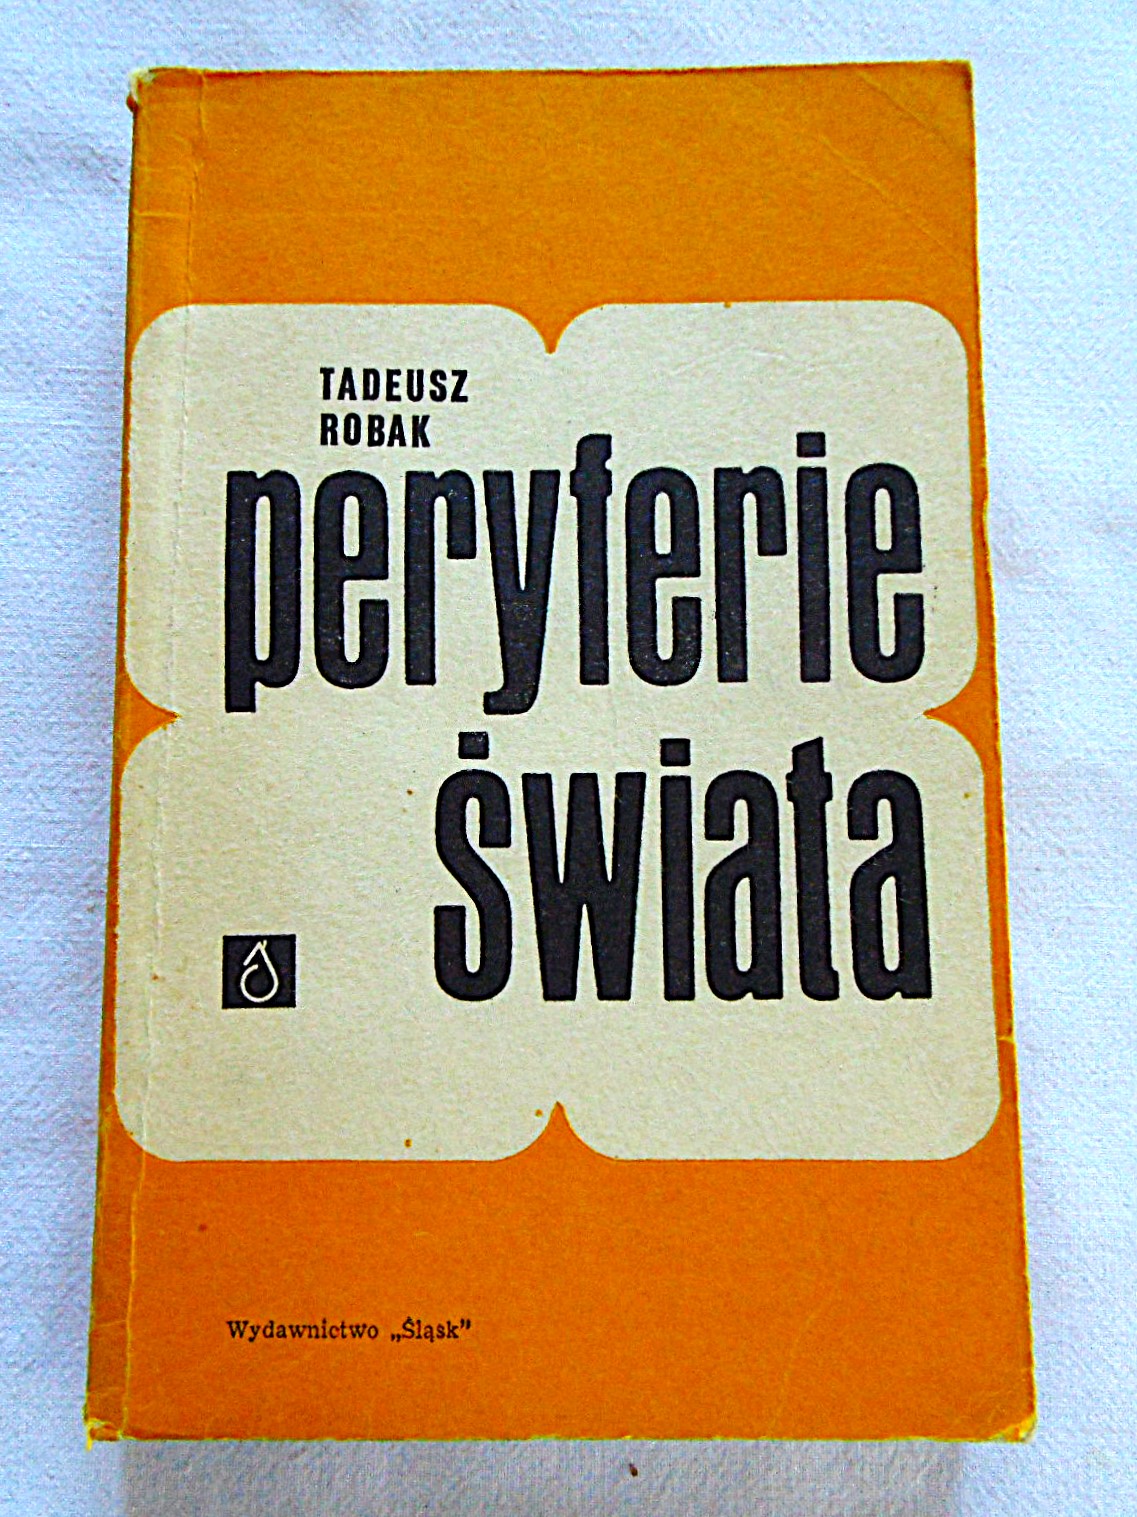 TADEUSZ
ROBAK
peryferie
świata
Wydawnictwo „Śląsk”